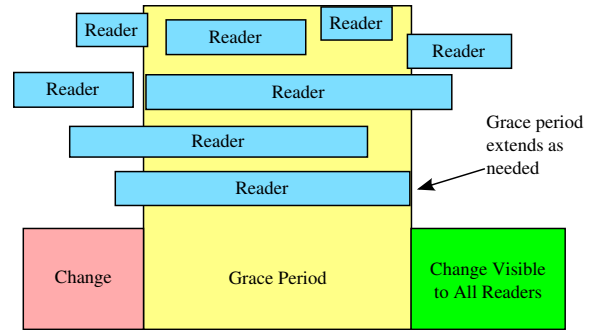 Reader
Reader
Reader
Reader
Reader
Reader
Reader
Reader
Grace period
extends as
needed
Change
Grace Period
Change Visible
to All Readers